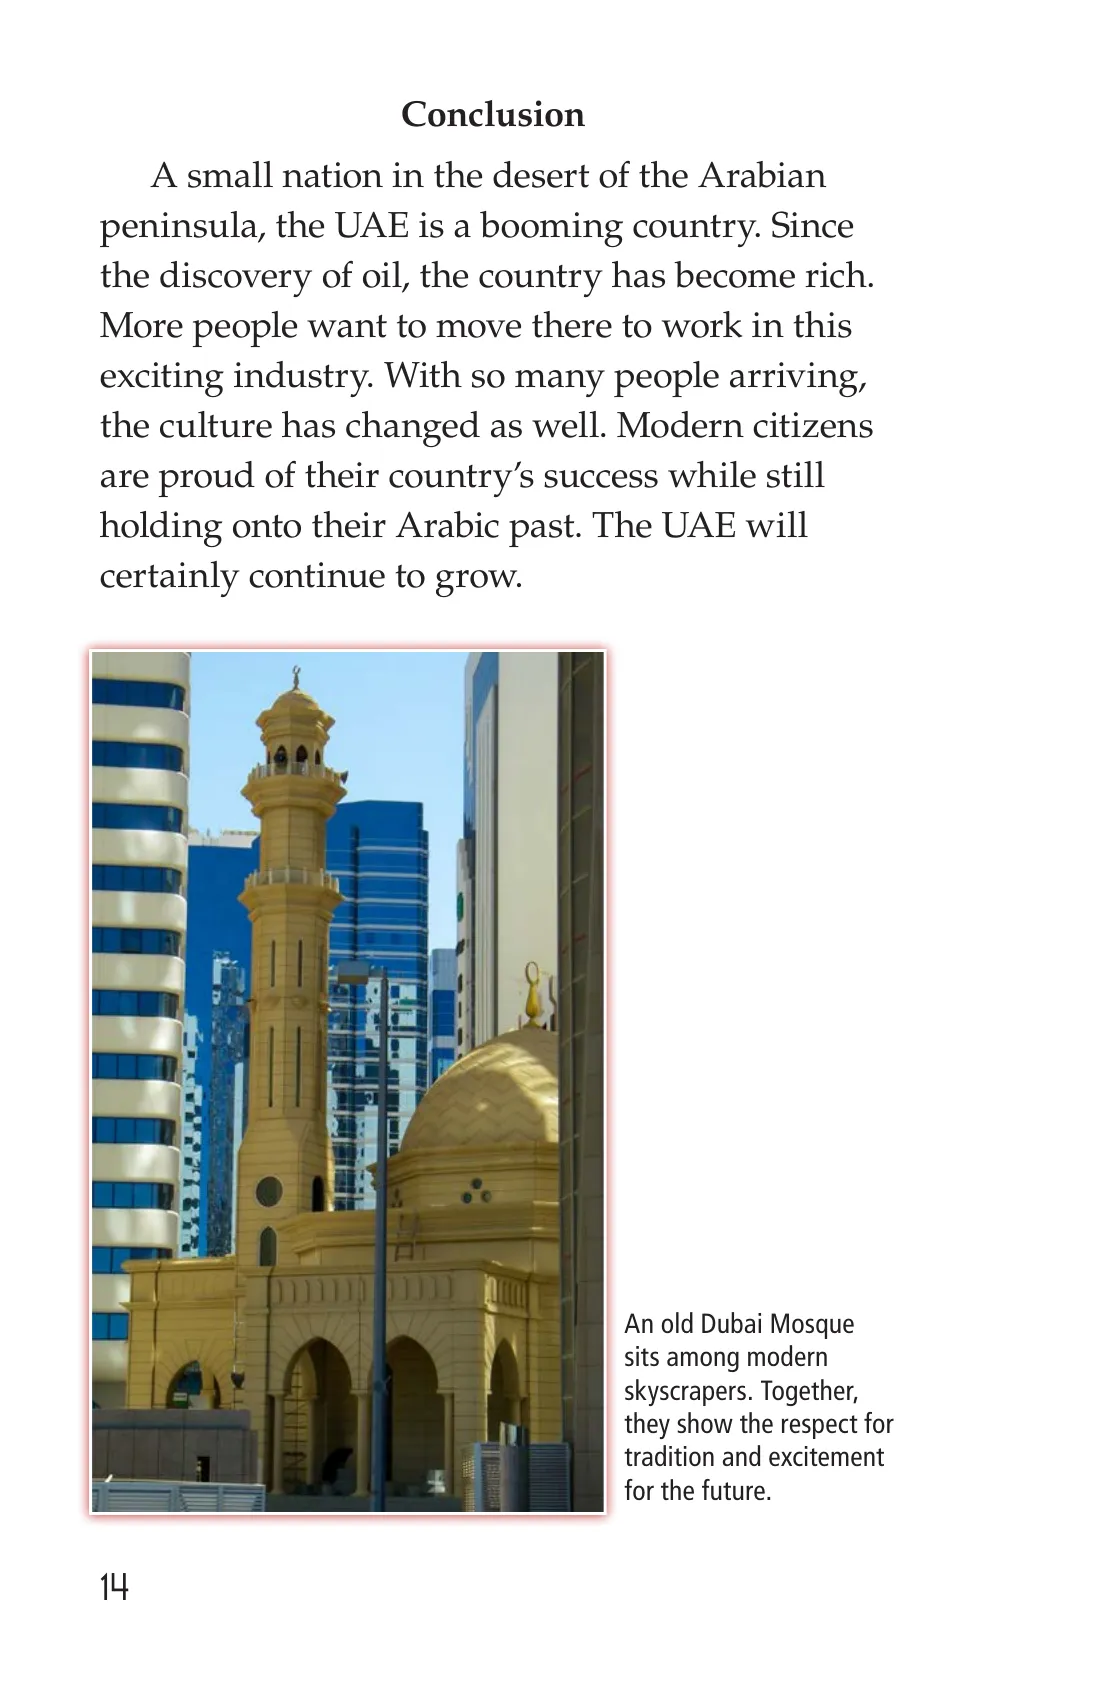 Conclusion
A small nation in the desert of the Arabian
peninsula, the UAE is a booming country. Since
the discovery of oil, the country has become rich.
More people want to move there to work in this
exciting industry. With so many people arriving,
the culture has changed as well. Modern citizens
are proud of their country’s success while still
holding onto their Arabic past. The UAE will
certainly continue to grow.
An old Dubai Mosque
sits among modern
skyscrapers. Together,
they show the respect for
tradition and excitement
for the future.
14